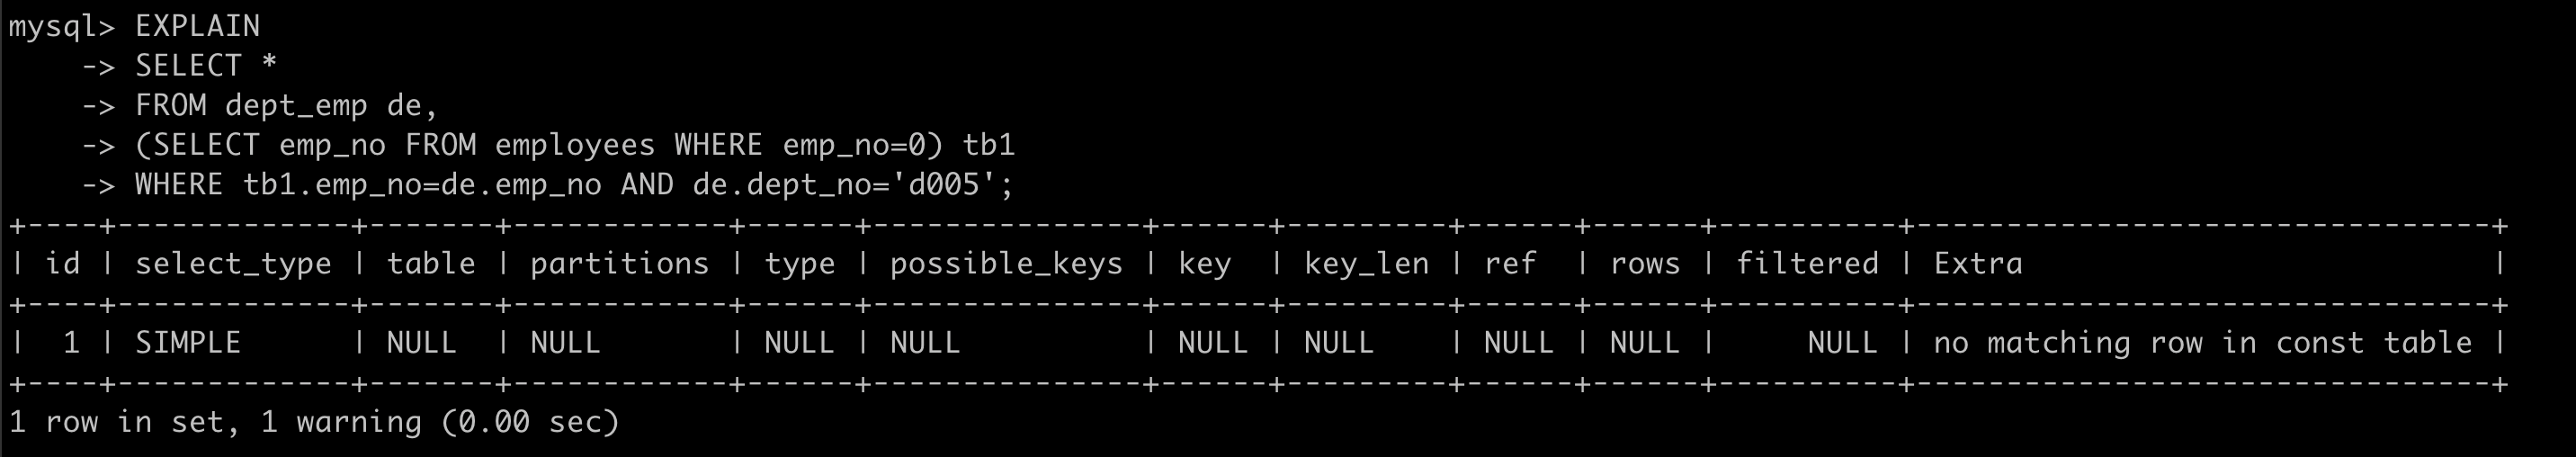 mysql> EXPLAIN
    -> SELECT *
    -> FROM dept_emp de,
    -> (SELECT emp_no FROM employees WHERE emp_no=0) tb1
    -> WHERE tb1.emp_no=de.emp_no AND de.dept_no='d005';
+----+-------------+-------+------------+------+---------------+------+---------+------+------+----------+--------------------------------+
| id | select_type | table | partitions | type | possible_keys | key  | key_len | ref  | rows | filtered | Extra                          |
+----+-------------+-------+------------+------+---------------+------+---------+------+------+----------+--------------------------------+
|  1 | SIMPLE      | NULL  | NULL       | NULL | NULL          | NULL | NULL    | NULL | NULL |     NULL | no matching row in const table |
+----+-------------+-------+------------+------+---------------+------+---------+------+------+----------+--------------------------------+
1 row in set, 1 warning (0.00 sec)